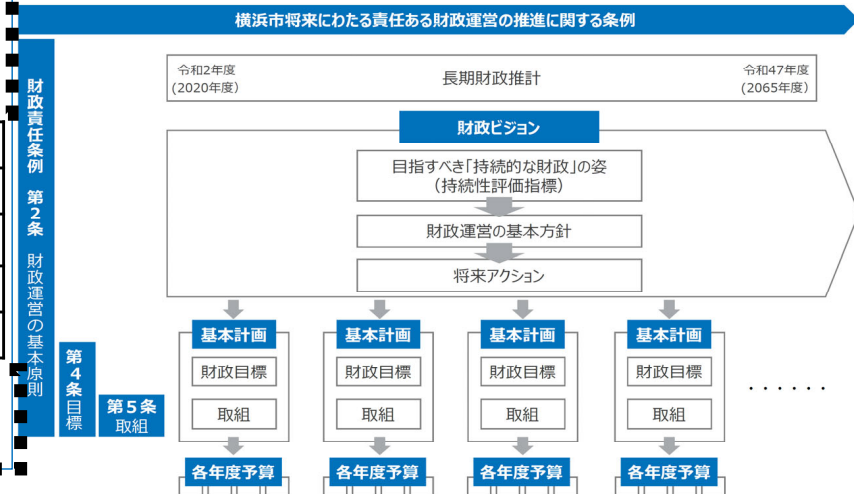 横浜市将来にわたる責任ある財政運営の推進に関する条例
財政責任条例 第2条 財政運営の基本原則
第4条 目標
第5条
取組
令和2年度
(2020年度)
長期財政推計
令和47年度
(2065年度)
財政ビジョン
目指すべき「持続的な財政」の姿
(持続性評価指標)
財政運営の基本方針
将来アクション
基本計画 基本計画 基本計画 基本計画
財政目標 財政目標 財政目標 財政目標
・・・・・・
取組 取組 取組 取組
各年度予算 各年度予算 各年度予算 各年度予算